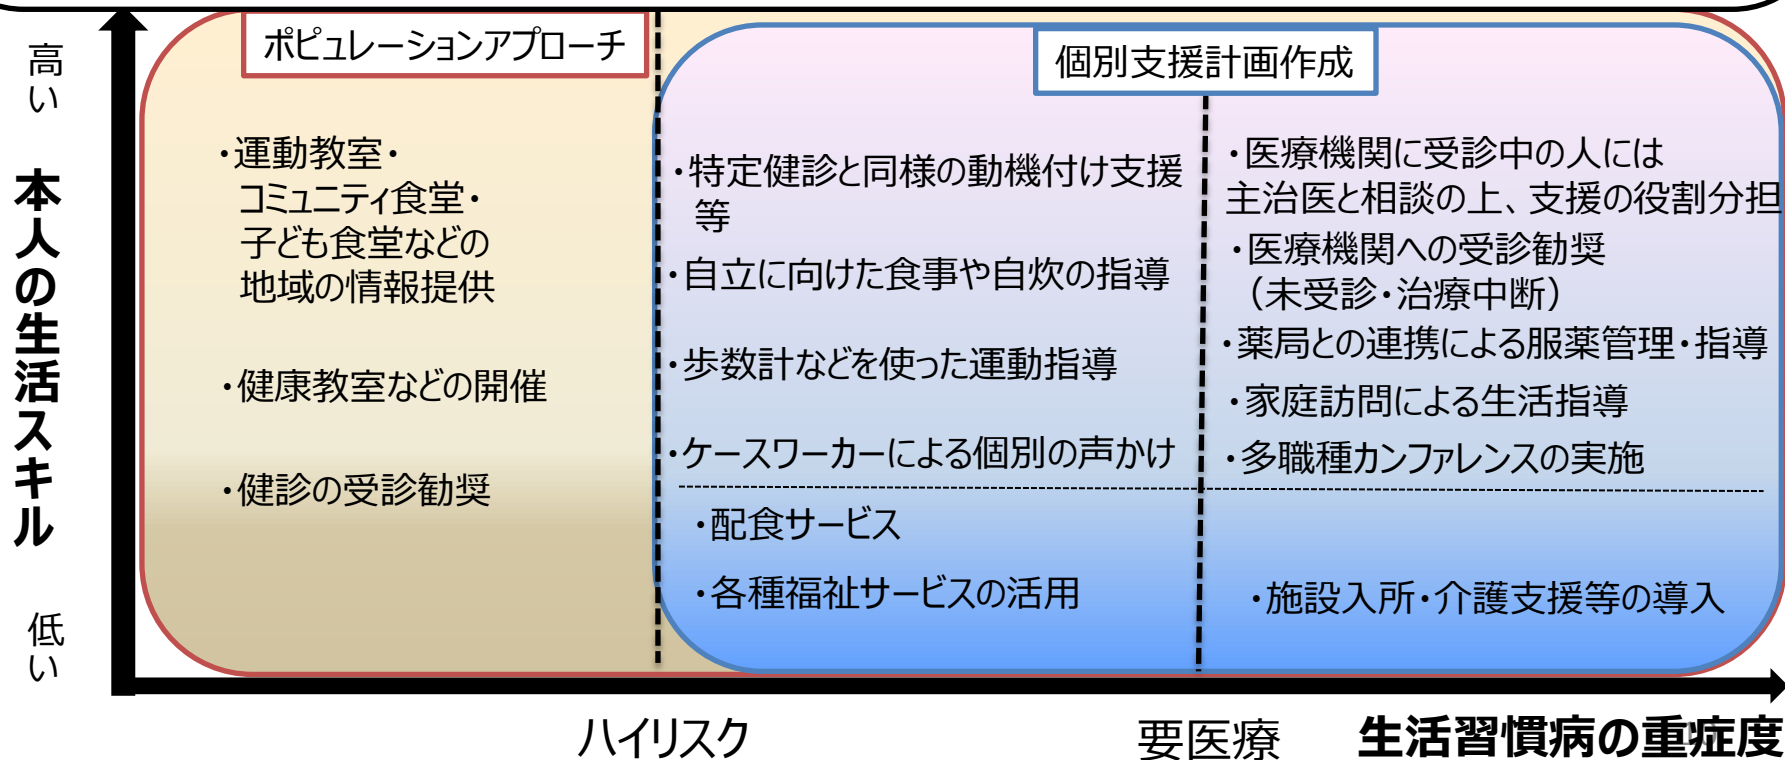 ポピュレーションアプローチ
個別支援計画作成
高い
本人の生活スキル
低い
・運動教室・
コミュニティ食堂・
子ども食堂などの
地域の情報提供
・健康教室などの開催
・健診の受診勧奨
・特定健診と同様の動機付け支援
等
・自立に向けた食事や自炊の指導
・歩数計などを使った運動指導
・ケースワーカーによる個別の声かけ
・配食サービス
・各種福祉サービスの活用
・医療機関に受診中の人には
主治医と相談の上、支援の役割分担
・医療機関への受診勧奨
（未受診・治療中断）
・薬局との連携による服薬管理・指導
・家庭訪問による生活指導
・多職種カンファレンスの実施
・施設入所・介護支援等の導入
ハイリスク
要医療
生活習慣病の重症度